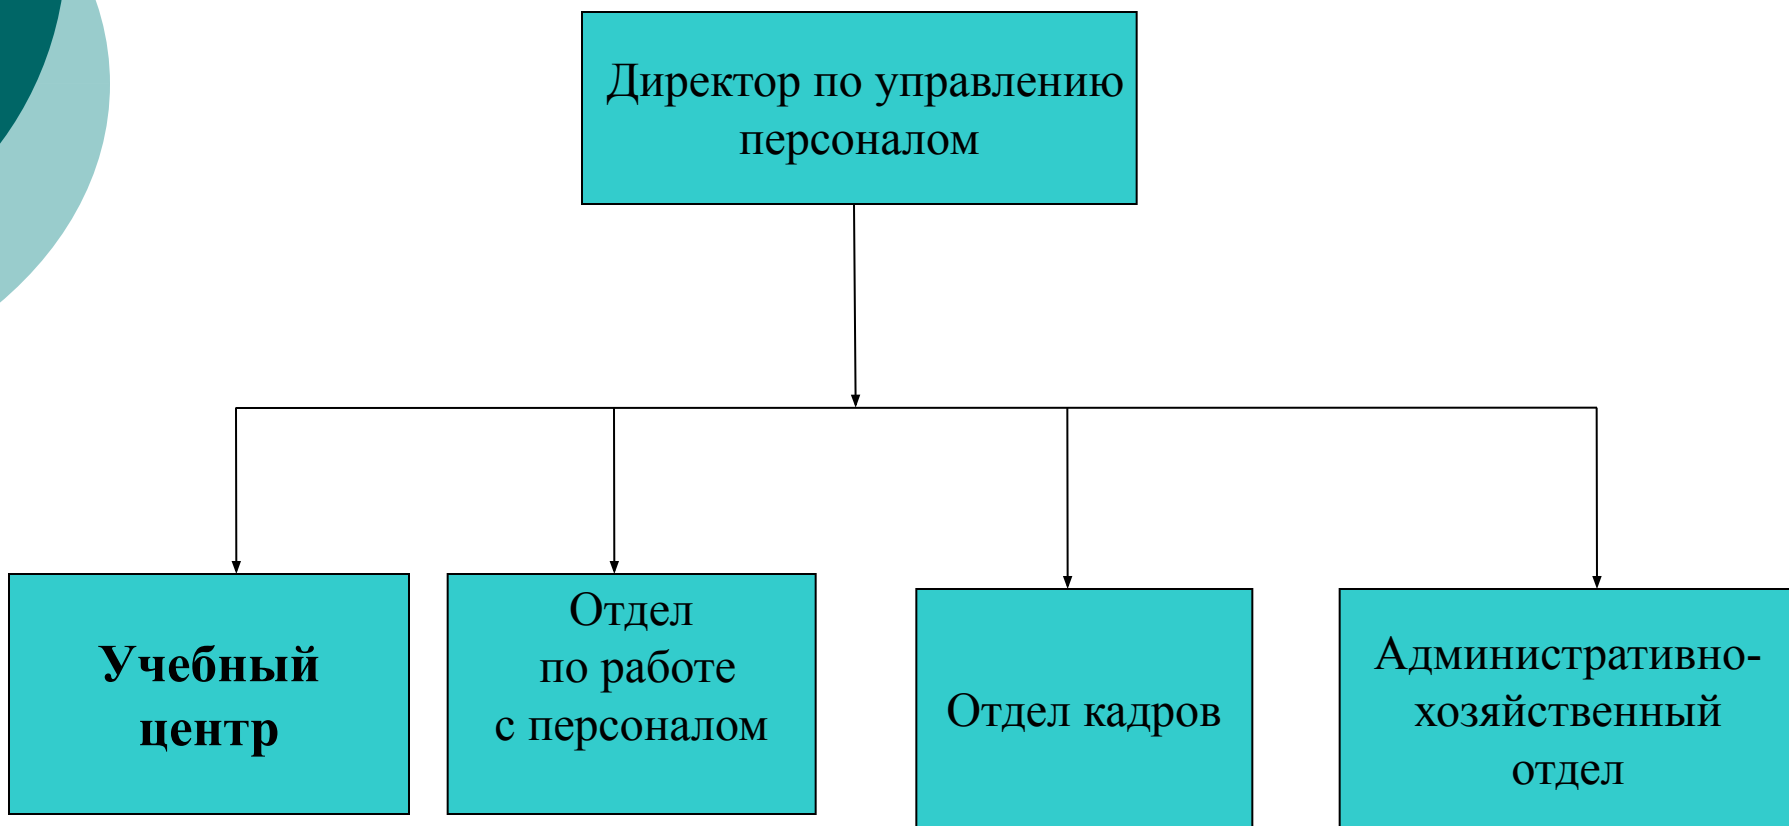 Директор по управлению
персоналом
Учебный
центр
Отдел
по работе
с персоналом
Отдел кадров
Административно-
хозяйственный
отдел